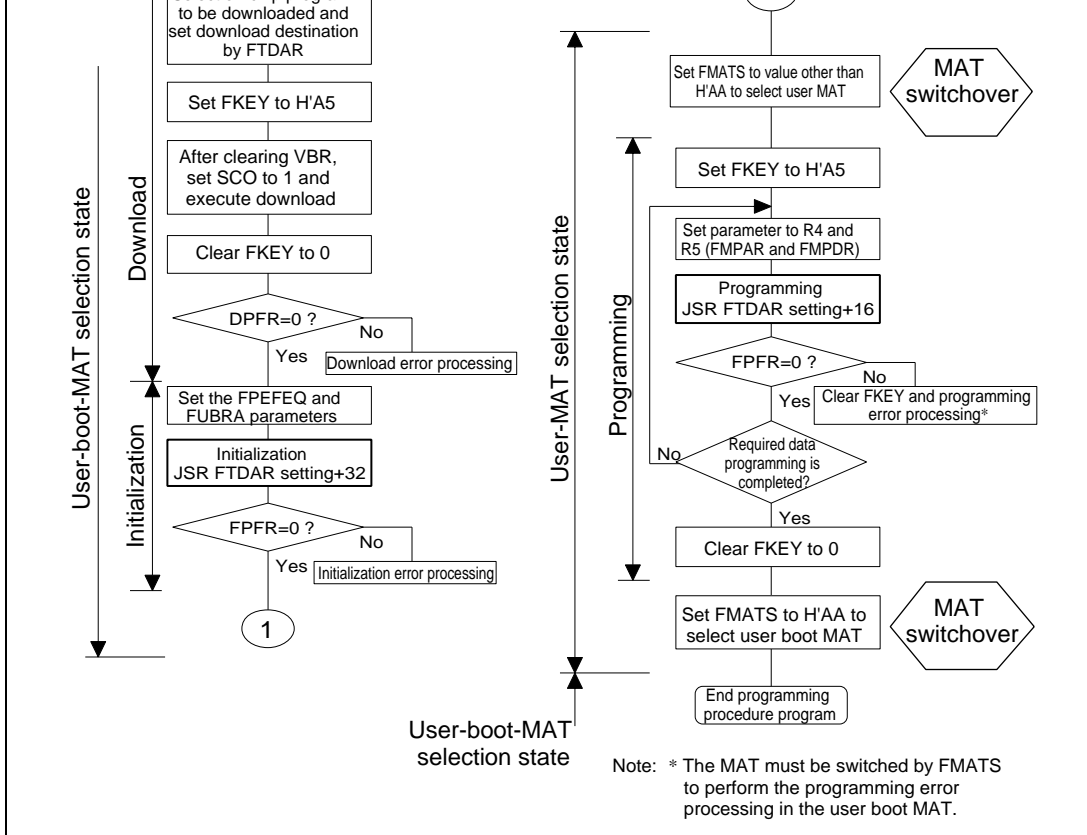 to be downloaded and
set download destination
by FTDAR
Set FKEY to H'A5
After clearing VBR,
set SCO to 1 and
execute download
Clear FKEY to 0
DPFR=0 ?
No
Yes
Download error processing
Set the FPEFEQ and
FUBRA parameters
Initialization
JSR FTDAR setting+32
FPFR=0 ?
No
Yes
Initialization error processing
1
Download
Initialization
User-boot-MAT selection state
Set FMATS to value other than
H'AA to select user MAT
MAT
switchover
Set FKEY to H'A5
Set parameter to R4 and
R5 (FMPAR and FMPDR)
Programming
JSR FTDAR setting+16
FPFR=0 ?
No
Yes
Clear FKEY and programming
error processing*
Required data
programming is
completed?
No
Yes
Clear FKEY to 0
Set FMATS to H'AA to
select user boot MAT
MAT
switchover
End programming
procedure program
Programming
User-MAT selection state
User-boot-MAT
selection state
Note: * The MAT must be switched by FMATS
to perform the programming error
processing in the user boot MAT.